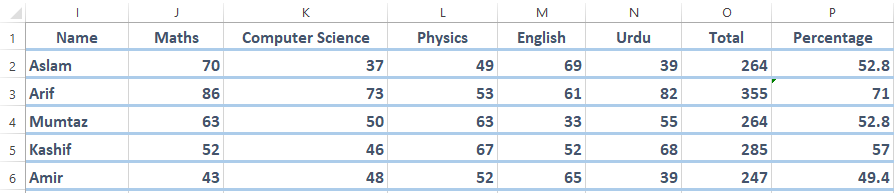 I J K L M N O P
1 Name Maths Computer Science Physics English Urdu Total Percentage
2 Aslam 70 37 49 69 39 264 52.8
3 Arif 86 73 53 61 82 355 71
4 Mumtaz 63 50 63 33 55 264 52.8
5 Kashif 52 46 67 52 68 285 57
6 Amir 43 48 52 65 39 247 49.4